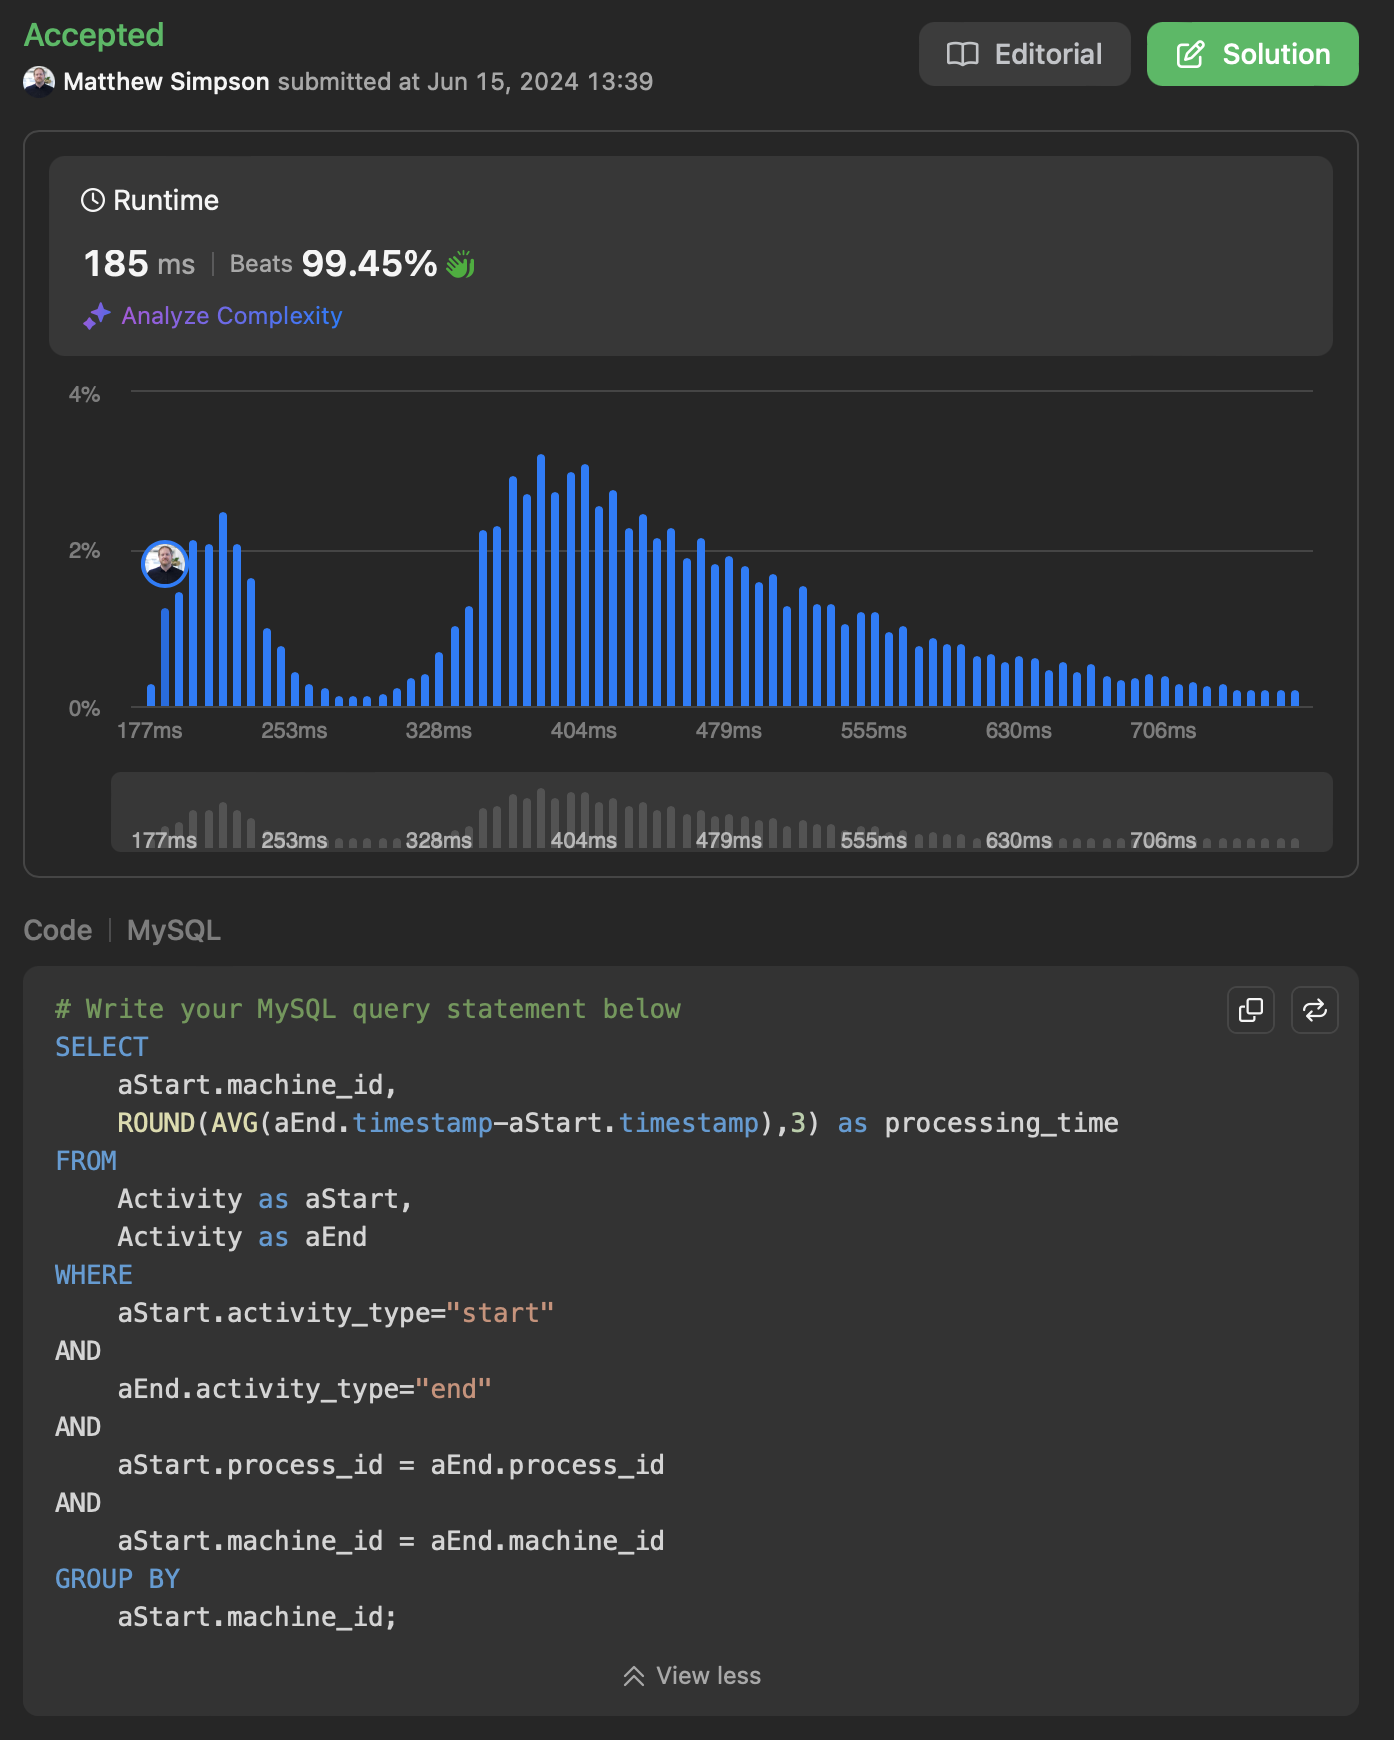 Accepted
Matthew Simpson submitted at Jun 15, 2024 13:39
Editorial
Solution
Runtime
185 ms | Beats 99.45%
Analyze Complexity
4%
2%
0%
177ms 253ms 328ms 404ms 479ms 555ms 630ms 706ms
177ms 253ms 328ms 404ms 479ms 555ms 630ms 706ms
Code | MySQL
# Write your MySQL query statement below
SELECT
    aStart.machine_id,
    ROUND(AVG(aEnd.timestamp-aStart.timestamp),3) as processing_time
FROM
    Activity as aStart,
    Activity as aEnd
WHERE
    aStart.activity_type="start"
AND
    aEnd.activity_type="end"
AND
    aStart.process_id = aEnd.process_id
AND
    aStart.machine_id = aEnd.machine_id
GROUP BY
    aStart.machine_id;
View less